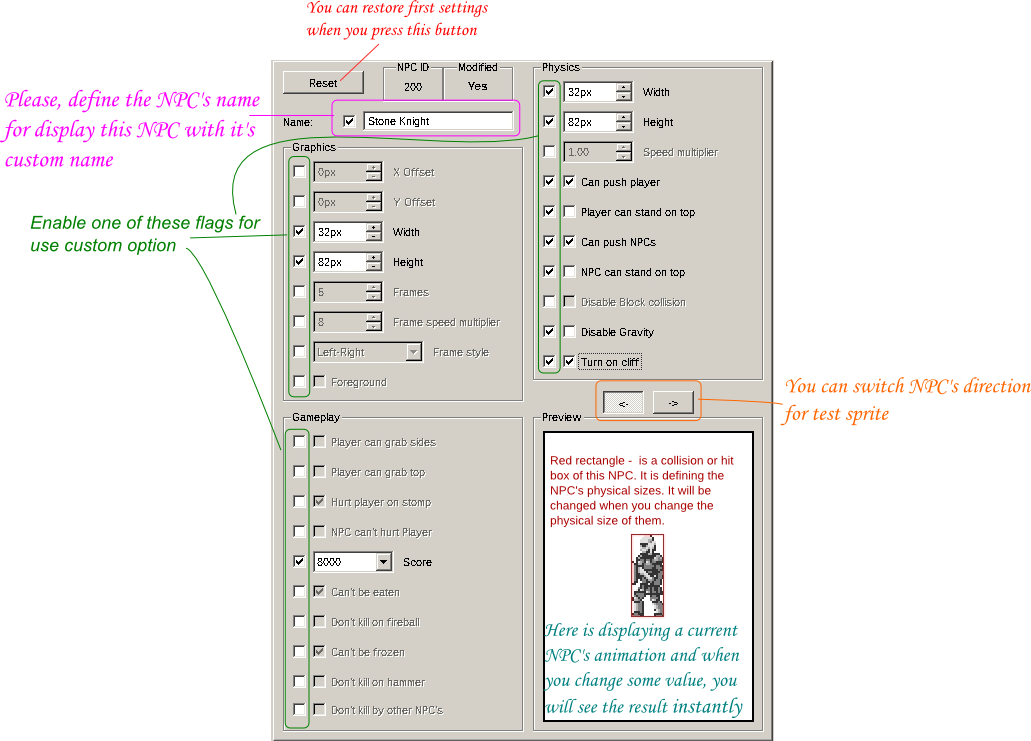 You can restore first settings
when you press this button
Reset
NPC ID
200
Modified
Yes
Please, define the NPC's name
for display this NPC with it's
custom name
Name:
Stone Knight
Graphics
0px
X Offset
0px
Y Offset
Enable one of these flags for
use custom option
32px
Width
82px
Height
5
Frames
8
Frame speed multiplier
Left-Right
Frame style
Foreground
Physics
32px
Width
82px
Height
1.00
Speed multiplier
Can push player
Player can stand on top
Can push NPCs
NPC can stand on top
Disable Block collision
Disable Gravity
Turn on cliff
<-
->
You can switch NPC's direction
for test sprite
Gameplay
Player can grab sides
Player can grab top
Hurt player on stomp
NPC can't hurt Player
8000
Score
Can't be eaten
Don't kill on fireball
Can't be frozen
Don't kill on hammer
Don't kill by other NPC's
Preview
Red rectangle - is a collision or hit
box of this NPC. It is defining the
NPC's physical sizes. It will be
changed when you change the
physical size of them.
Here is displaying a current
NPC's animation and when
you change some value, you
will see the result instantly